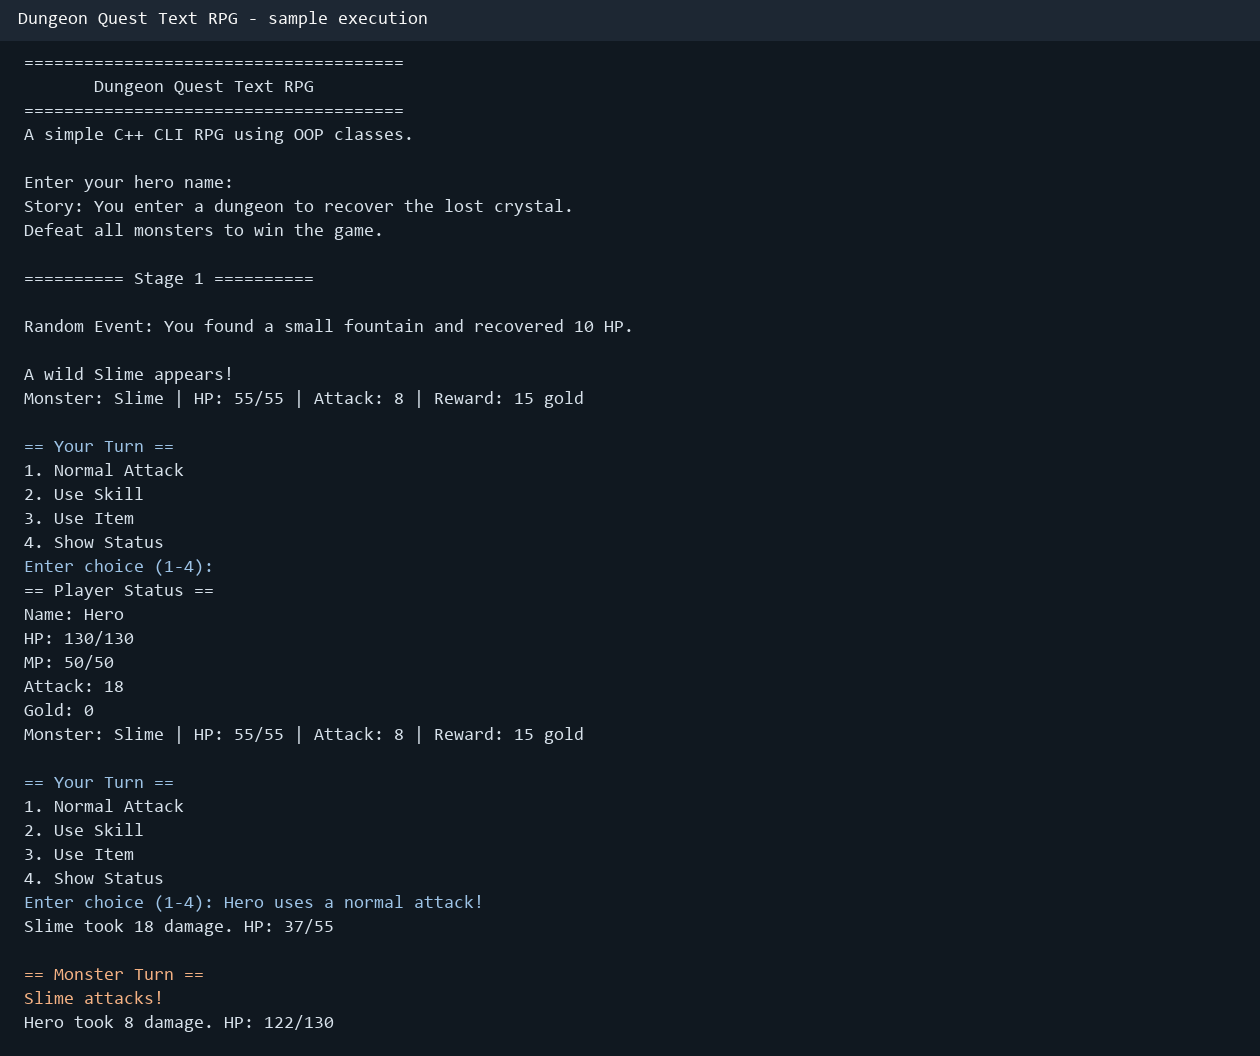 Dungeon Quest Text RPG - sample execution
======================================
Dungeon Quest Text RPG
======================================
A simple C++ CLI RPG using OOP classes.
Enter your hero name:
Story: You enter a dungeon to recover the lost crystal.
Defeat all monsters to win the game.
========== Stage 1 ==========
Random Event: You found a small fountain and recovered 10 HP.
A wild Slime appears!
Monster: Slime | HP: 55/55 | Attack: 8 | Reward: 15 gold
== Your Turn ==
1. Normal Attack
2. Use Skill
3. Use Item
4. Show Status
Enter choice (1-4):
== Player Status ==
Name: Hero
HP: 130/130
MP: 50/50
Attack: 18
Gold: 0
Monster: Slime | HP: 55/55 | Attack: 8 | Reward: 15 gold
== Your Turn ==
1. Normal Attack
2. Use Skill
3. Use Item
4. Show Status
Enter choice (1-4): Hero uses a normal attack!
Slime took 18 damage. HP: 37/55
== Monster Turn ==
Slime attacks!
Hero took 8 damage. HP: 122/130